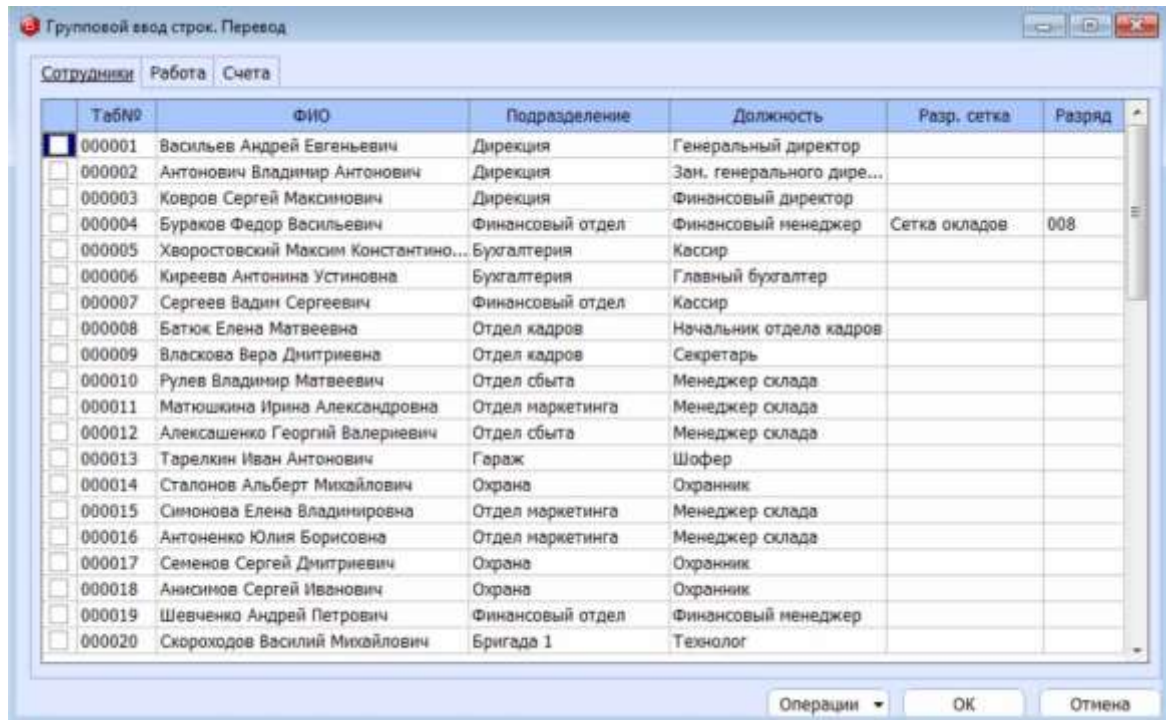 Групповой ввод строк. Перевод
Сотрудники Работа Счета
Таб№ ФИО Подразделение Должность Разр. сетка Разряд
000001 Васильев Андрей Евгеньевич Дирекция Генеральный директор
000002 Антонович Владимир Антонович Дирекция Зам. генерального дире...
000003 Ковров Сергей Максимович Дирекция Финансовый директор
000004 Бураков Федор Васильевич Финансовый отдел Финансовый менеджер Сетка окладов 008
000005 Хворостовский Максим Константино... Бухгалтерия Кассир
000006 Киреева Антонина Устиновна Бухгалтерия Главный бухгалтер
000007 Сергеев Вадим Сергеевич Финансовый отдел Кассир
000008 Батюк Елена Матвеевна Отдел кадров Начальник отдела кадров
000009 Власкова Вера Дмитриевна Отдел кадров Секретарь
000010 Рулев Владимир Матвеевич Отдел сбыта Менеджер склада
000011 Матюшкина Ирина Александровна Отдел маркетинга Менеджер склада
000012 Алексашенко Георгий Валериевич Отдел сбыта Менеджер склада
000013 Тарелкин Иван Антонович Гараж Шофер
000014 Сталонов Альберт Михайлович Охрана Охранник
000015 Симонова Елена Владимировна Отдел маркетинга Менеджер склада
000016 Антоненко Юлия Борисовна Отдел маркетинга Менеджер склада
000017 Семенов Сергей Дмитриевич Охрана Охранник
000018 Анисимов Сергей Иванович Охрана Охранник
000019 Шевченко Андрей Петрович Финансовый отдел Финансовый менеджер
000020 Скороходов Василий Михайлович Бригада 1 Технолог
Операции ОК Отмена